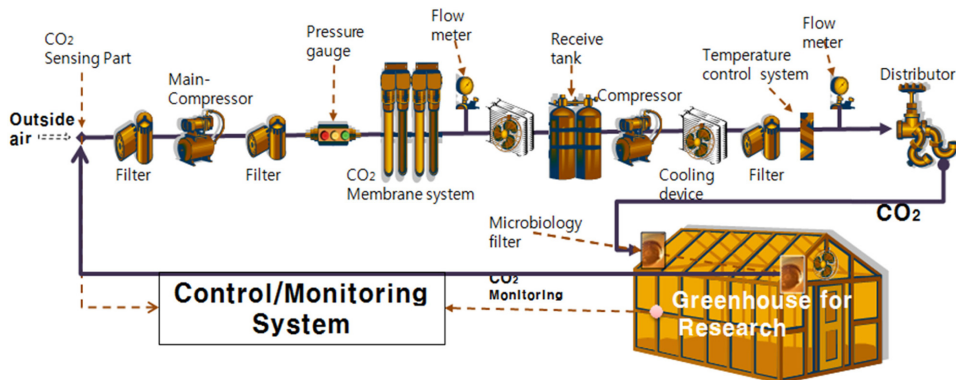 CO2
Sensing Part
Outside
air
Filter
Main-
Compressor
Filter
Pressure
gauge
CO2
Membrane system
Flow
meter
Receive
tank
Compressor
Cooling
device
Temperature
control system
Filter
Flow
meter
Distributor
CO2
Microbiology
filter
CO2
Monitoring
Control/Monitoring
System
Greenhouse for
Research